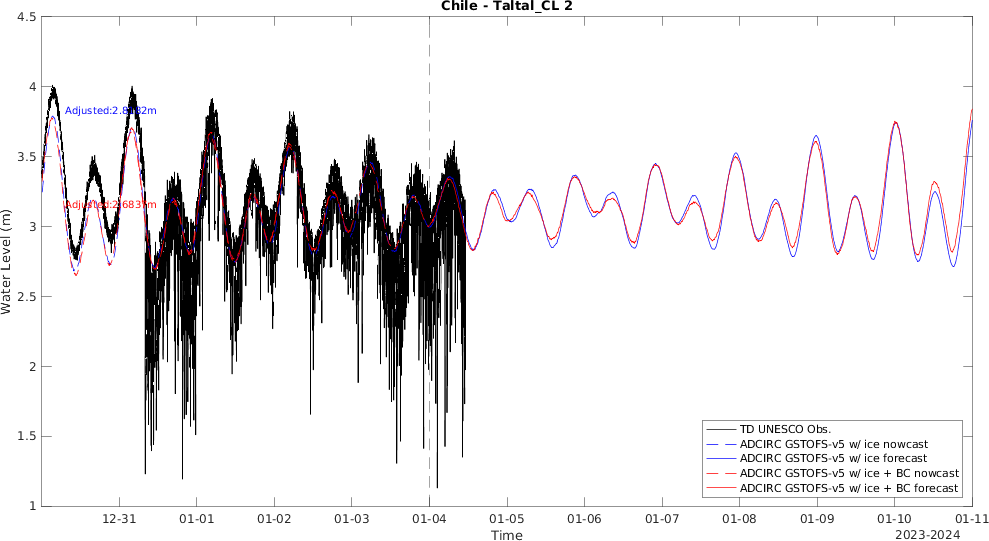 Chile - Taltal_CL 2
4.5
4
3.5
3
2.5
2
1.5
1
Water Level (m)
12-31
01-01
01-02
01-03
01-04
01-05
01-06
01-07
01-08
01-09
01-10
01-11
Time
2023-2024
TD UNESCO Obs.
ADCIRC GSTOFS-v5 w/ ice nowcast
ADCIRC GSTOFS-v5 w/ ice forecast
ADCIRC GSTOFS-v5 w/ ice + BC nowcast
ADCIRC GSTOFS-v5 w/ ice + BC forecast